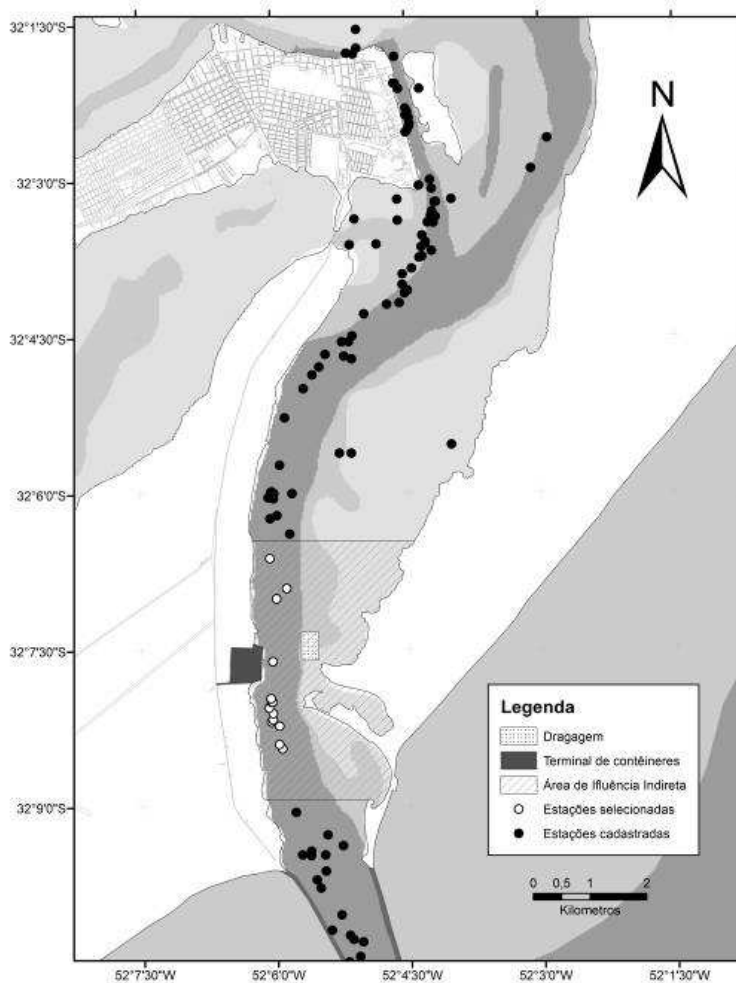 32°1'30"S
32°3'0"S
32°4'30"S
32°6'0"S
32°7'30"S
32°9'0"S
N
Legenda
Dragagem
Terminal de contêineres
Área de Ifluência Indireta
Estações selecionadas
Estações cadastradas
0 0,5 1 2
Kilometros
52°7'30"W 52°6'0"W 52°4'30"W 52°3'0"W 52°1'30"W